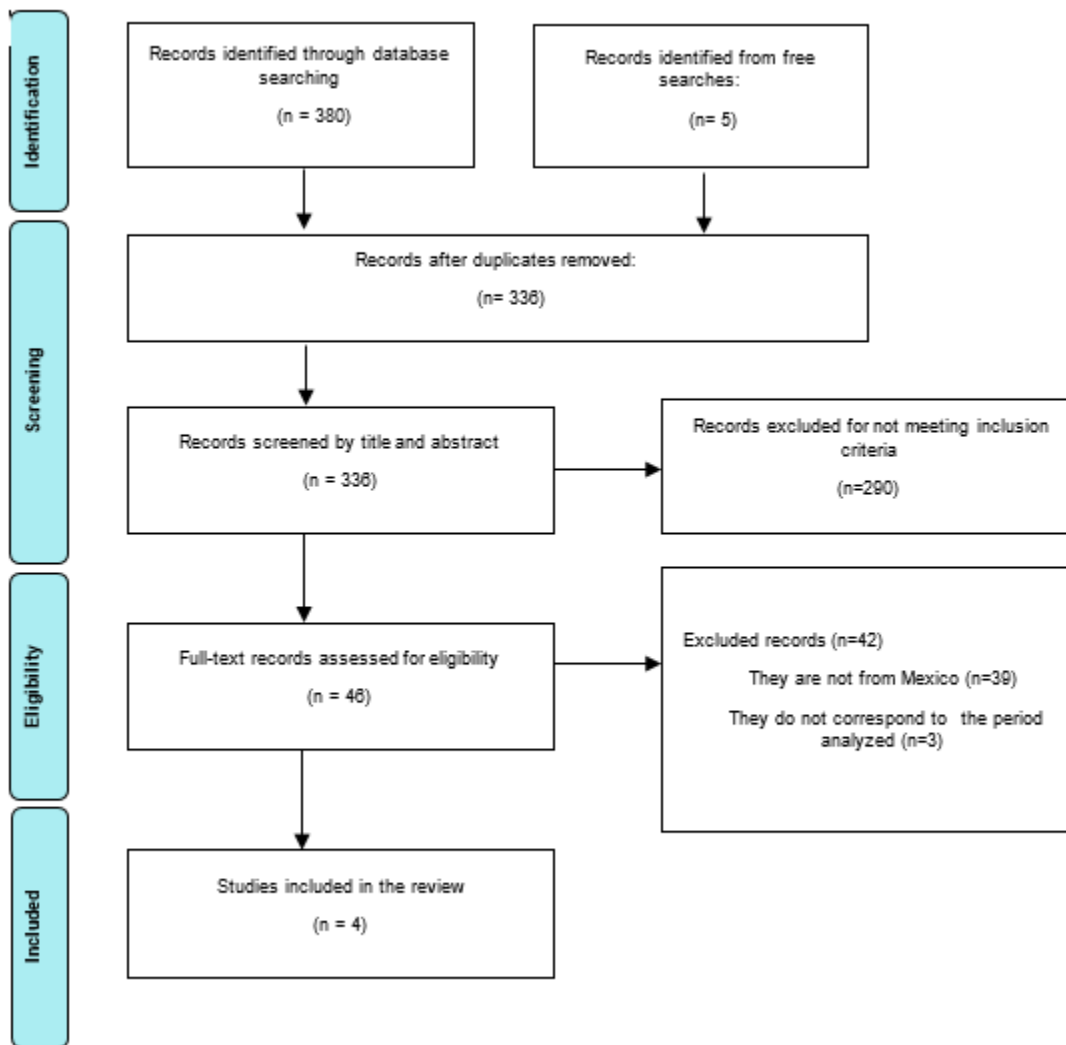 Identification
Records identified through database
searching
(n = 380)
Records identified from free
searches:
(n= 5)
Screening
Records after duplicates removed:
(n= 336)
Records screened by title and abstract
(n = 336)
Records excluded for not meeting inclusion
criteria
(n=290)
Eligibility
Full-text records assessed for eligibility
(n = 46)
Excluded records (n=42)
They are not from Mexico (n=39)
They do not correspond to the period
analyzed (n=3)
Included
Studies included in the review
(n = 4)